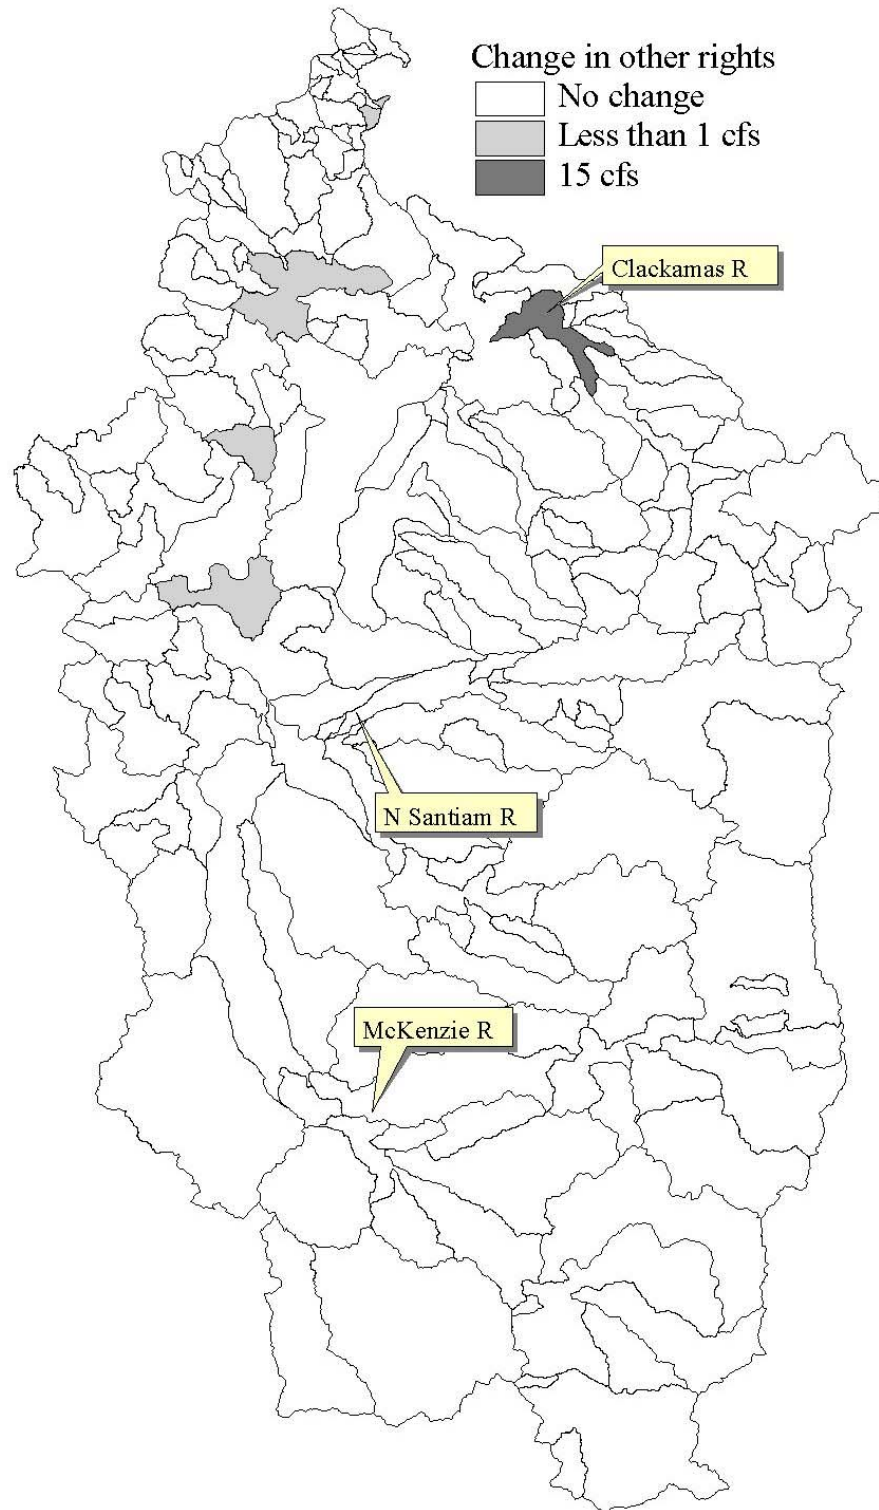 Change in other rights
No change
Less than 1 cfs
15 cfs
Clackamas R
N Santiam R
McKenzie R